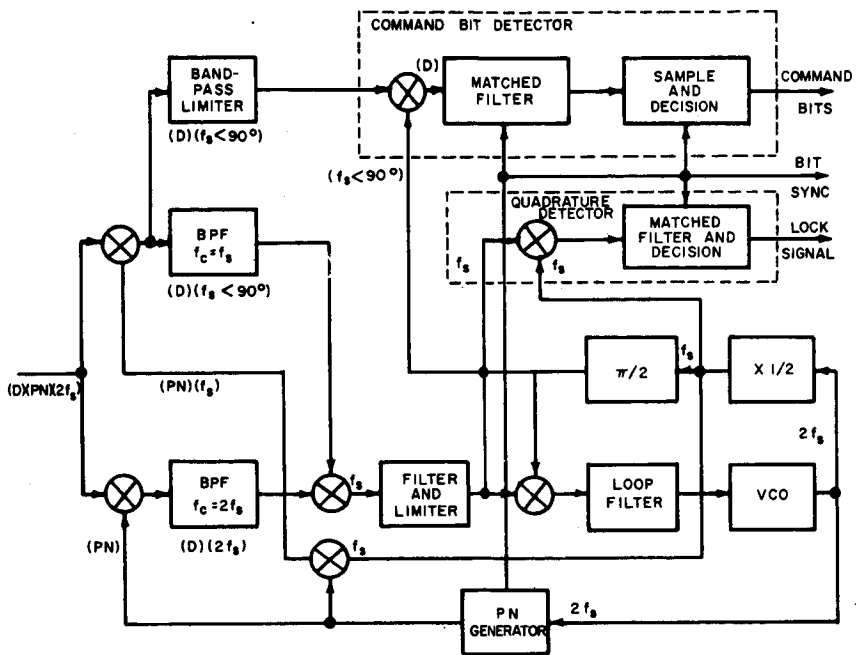 COMMAND BIT DETECTOR
BAND-
PASS
LIMITER
(D)(fs<90°)
(D)
MATCHED
FILTER
SAMPLE
AND
DECISION
COMMAND
BITS
(fs<90°)
BIT
SYNC
QUADRATURE
DETECTOR
MATCHED
FILTER AND
DECISION
LOCK
SIGNAL
BPF
fc=fs
(D)(fs<90°)
fs
fs
(D)(PN)(2fs)
(PN)(fs)
π/2
fs
X 1/2
2fs
BPF
fc=2fs
(D)(2fs)
fs
FILTER
AND
LIMITER
LOOP
FILTER
VCO
(PN)
fs
PN
GENERATOR
2fs